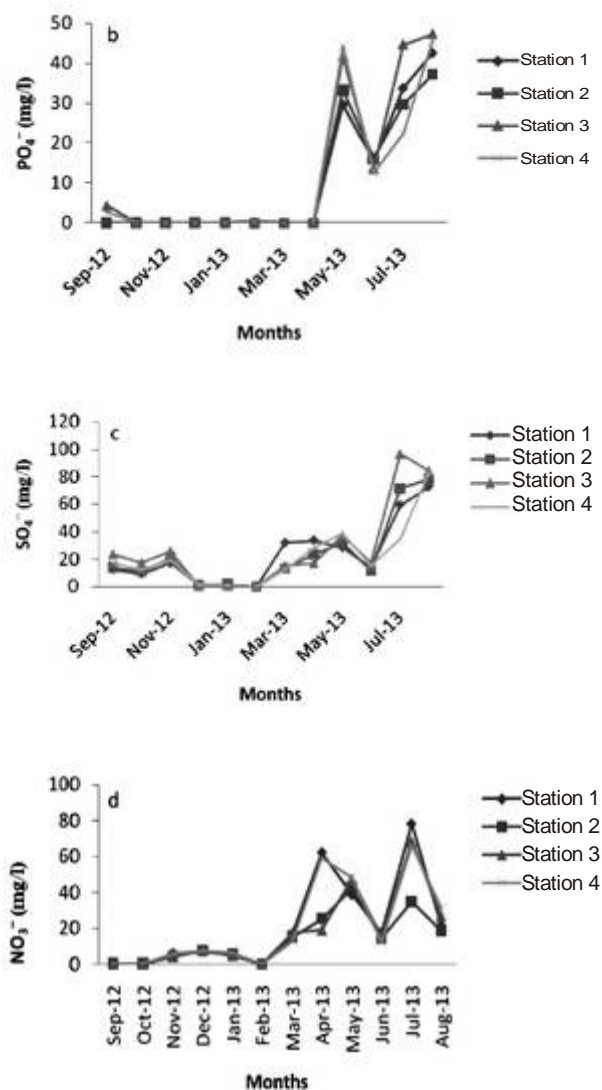 b
PO₄⁻ (mg/l)
50
40
30
20
10
0
Sep-12
Nov-12
Jan-13
Mar-13
May-13
Jul-13
Months
Station 1
Station 2
Station 3
Station 4
c
SO₄⁻ (mg/l)
120
100
80
60
40
20
0
Sep-12
Nov-12
Jan-13
Mar-13
May-13
Jul-13
Months
Station 1
Station 2
Station 3
Station 4
d
NO₃⁻ (mg/l)
100
80
60
40
20
0
Sep-12
Oct-12
Nov-12
Dec-12
Jan-13
Feb-13
Mar-13
Apr-13
May-13
Jun-13
Jul-13
Aug-13
Months
Station 1
Station 2
Station 3
Station 4